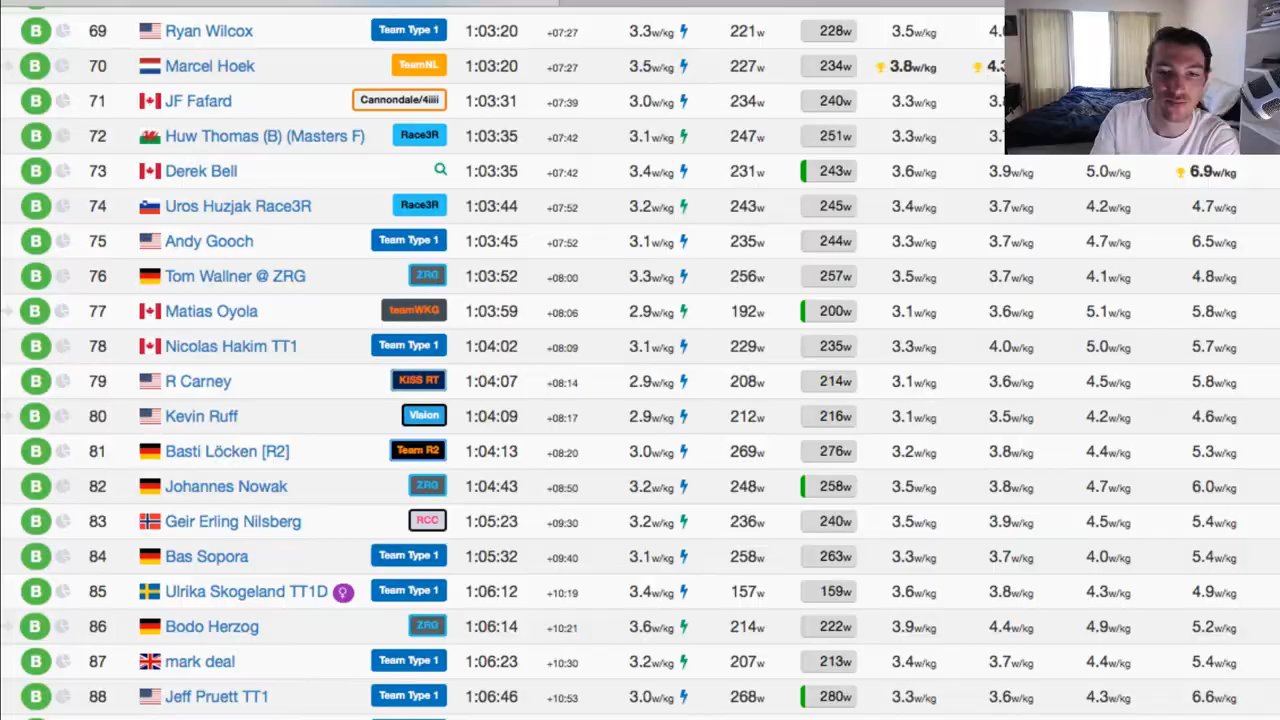 B 69 Ryan Wilcox Team Type 1 1:03:20 +07:27 3.3w/kg 221w 228w 3.5w/kg 4.
B 70 Marcel Hoek TeamNL 1:03:20 +07:27 3.5w/kg 227w 234w 3.8w/kg 4.3
B 71 JF Fafard Cannondale/4iiii 1:03:31 +07:39 3.0w/kg 234w 240w 3.3w/kg 3.
B 72 Huw Thomas (B) (Masters F) Race3R 1:03:35 +07:42 3.1w/kg 247w 251w 3.3w/kg 3.
B 73 Derek Bell 1:03:35 +07:42 3.4w/kg 231w 243w 3.6w/kg 3.9w/kg 5.0w/kg 6.9w/kg
B 74 Uros Huzjak Race3R Race3R 1:03:44 +07:52 3.2w/kg 243w 245w 3.4w/kg 3.7w/kg 4.2w/kg 4.7w/kg
B 75 Andy Gooch Team Type 1 1:03:45 +07:52 3.1w/kg 235w 244w 3.3w/kg 3.7w/kg 4.7w/kg 6.5w/kg
B 76 Tom Wallner @ ZRG ZRG 1:03:52 +08:00 3.3w/kg 256w 257w 3.5w/kg 3.7w/kg 4.1w/kg 4.8w/kg
B 77 Matias Oyola teamWKG 1:03:59 +08:06 2.9w/kg 192w 200w 3.1w/kg 3.6w/kg 5.1w/kg 5.8w/kg
B 78 Nicolas Hakim TT1 Team Type 1 1:04:02 +08:09 3.1w/kg 229w 235w 3.3w/kg 4.0w/kg 5.0w/kg 5.7w/kg
B 79 R Carney KISS RT 1:04:07 +08:14 2.9w/kg 208w 214w 3.1w/kg 3.6w/kg 4.5w/kg 5.8w/kg
B 80 Kevin Ruff Vision 1:04:09 +08:17 2.9w/kg 212w 216w 3.1w/kg 3.5w/kg 4.2w/kg 4.6w/kg
B 81 Basti Löcken [R2] Team R2 1:04:13 +08:20 3.0w/kg 269w 276w 3.2w/kg 3.8w/kg 4.4w/kg 5.3w/kg
B 82 Johannes Nowak ZRG 1:04:43 +08:50 3.2w/kg 248w 258w 3.5w/kg 3.8w/kg 4.7w/kg 6.0w/kg
B 83 Geir Erling Nilsberg RCC 1:05:23 +09:30 3.2w/kg 236w 240w 3.5w/kg 3.9w/kg 4.5w/kg 5.4w/kg
B 84 Bas Sopora Team Type 1 1:05:32 +09:40 3.1w/kg 258w 263w 3.3w/kg 3.7w/kg 4.0w/kg 5.4w/kg
B 85 Ulrika Skogeland TT1D Team Type 1 1:06:12 +10:19 3.4w/kg 157w 159w 3.6w/kg 3.8w/kg 4.3w/kg 4.9w/kg
B 86 Bodo Herzog ZRG 1:06:14 +10:21 3.6w/kg 214w 222w 3.9w/kg 4.4w/kg 4.9w/kg 5.2w/kg
B 87 mark deal Team Type 1 1:06:23 +10:30 3.2w/kg 207w 213w 3.4w/kg 3.7w/kg 4.4w/kg 5.4w/kg
B 88 Jeff Pruett TT1 Team Type 1 1:06:46 +10:53 3.0w/kg 268w 280w 3.3w/kg 3.6w/kg 4.3w/kg 6.6w/kg